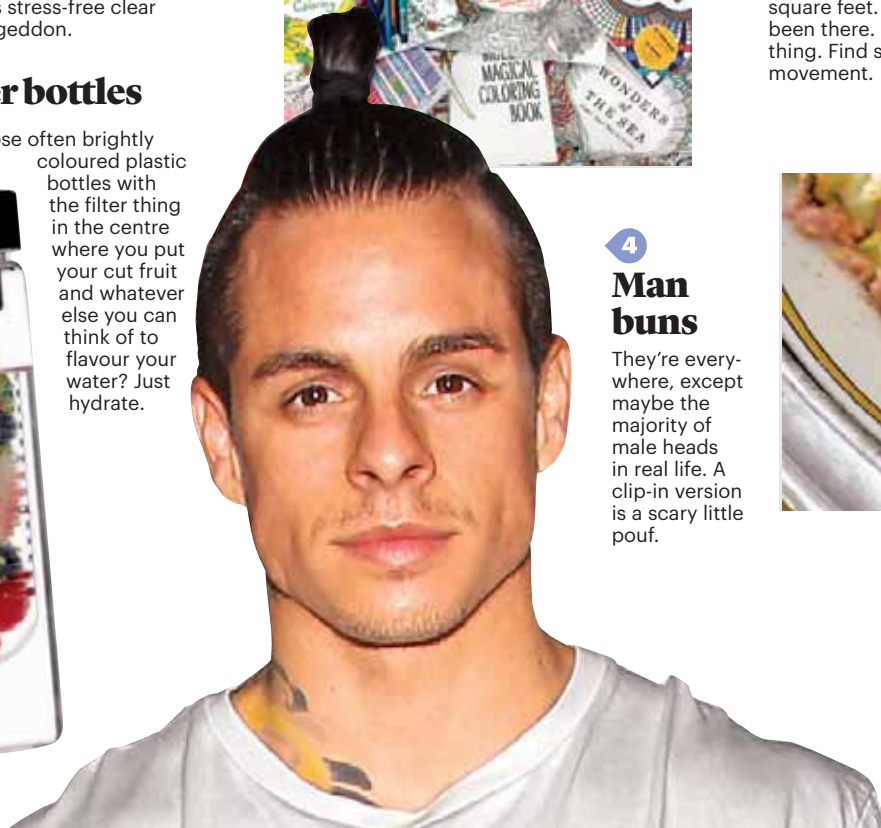 s stress-free clear
geddon.
r bottles
se often brightly
coloured plastic
bottles with
the filter thing
in the centre
where you put
your cut fruit
and whatever
else you can
think of to
flavour your
water? Just
hydrate.
MAGICAL
COLORING
BOOK
WONDERS
of
THE SEA
4
Man
buns
They're every-
where, except
maybe the
majority of
male heads
in real life. A
clip-in version
is a scary little
pouf.
square feet.
been there.
thing. Find s
movement.